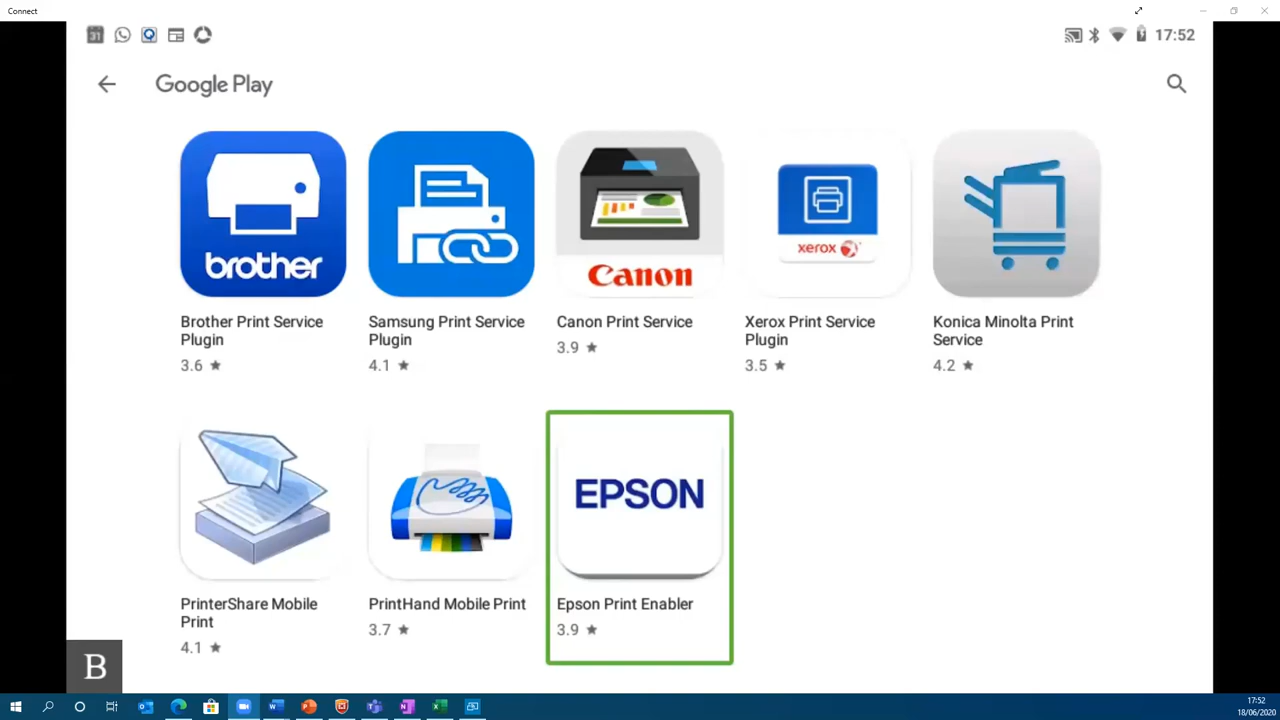 Connect
31
17:52
Google Play
brother
Canon
xerox
Brother Print Service
Plugin
3.6 ★
Samsung Print Service
Plugin
4.1 ★
Canon Print Service
3.9 ★
Xerox Print Service
Plugin
3.5 ★
Konica Minolta Print
Service
4.2 ★
EPSON
PrinterShare Mobile
Print
4.1 ★
PrintHand Mobile Print
3.7 ★
Epson Print Enabler
3.9 ★
B
17:52
18/06/2020